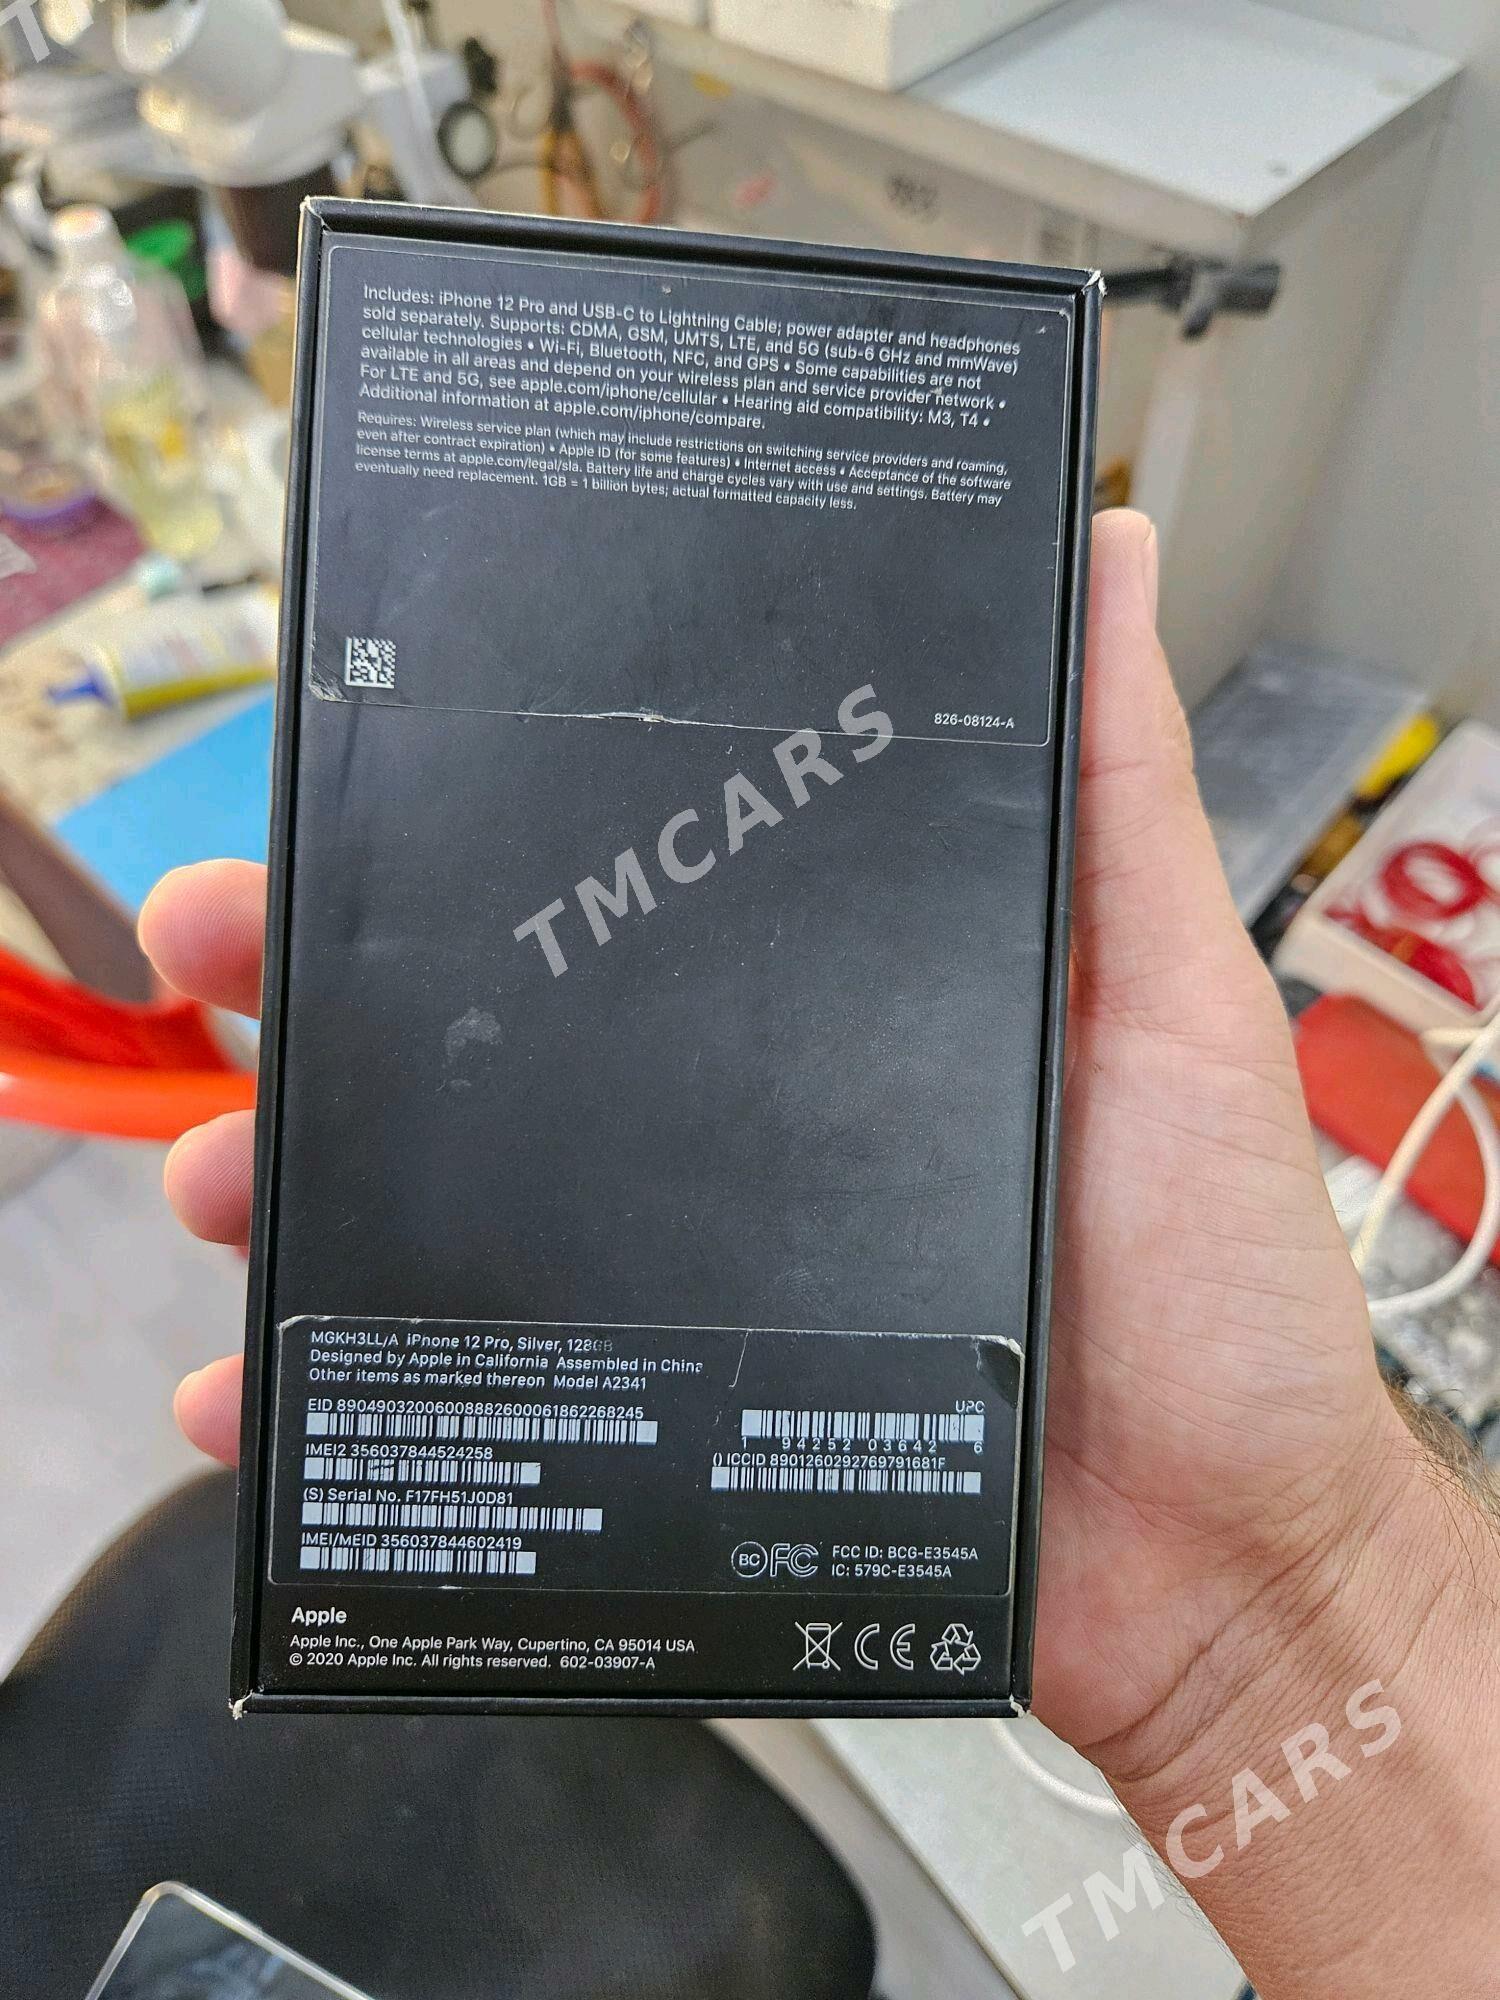 Includes: iPhone 12 Pro and USB-C to Lightning Cable; power adapter and headphones
sold separately. Supports: CDMA, GSM, UMTS, LTE, and 5G (sub-6 GHz and mmWave)
cellular technologies • Wi-Fi, Bluetooth, NFC, and GPS • Some capabilities are not
available in all areas and depend on your wireless plan and service provider network •
For LTE and 5G, see apple.com/iphone/cellular • Hearing aid compatibility: M3, T4 •
Additional information at apple.com/iphone/compare.
Requires: Wireless service plan (which may include restrictions on switching service providers and roaming,
even after contract expiration) • Apple ID (for some features) • Internet access • Acceptance of the software
license terms at apple.com/legal/sla. Battery life and charge cycles vary with use and settings. Battery may
eventually need replacement. 1GB = 1 billion bytes; actual formatted capacity less.
826-08124-A
TMCARS
MGKH3LL/A iPhone 12 Pro, Silver, 128GB
Designed by Apple in California Assembled in China
Other items as marked thereon Model A2341
EID 89049032006008882600061862268245
UPC
1 94252 03642 6
IMEI2 356037844524258
() ICCID 8901260292769791681F
(S) Serial No. F17FH51J0D81
IMEI/MEID 356037844602419
BC FC FCC ID: BCG-E3545A
IC: 579C-E3545A
Apple
Apple Inc., One Apple Park Way, Cupertino, CA 95014 USA
© 2020 Apple Inc. All rights reserved. 602-03907-A
CE
TMCARS